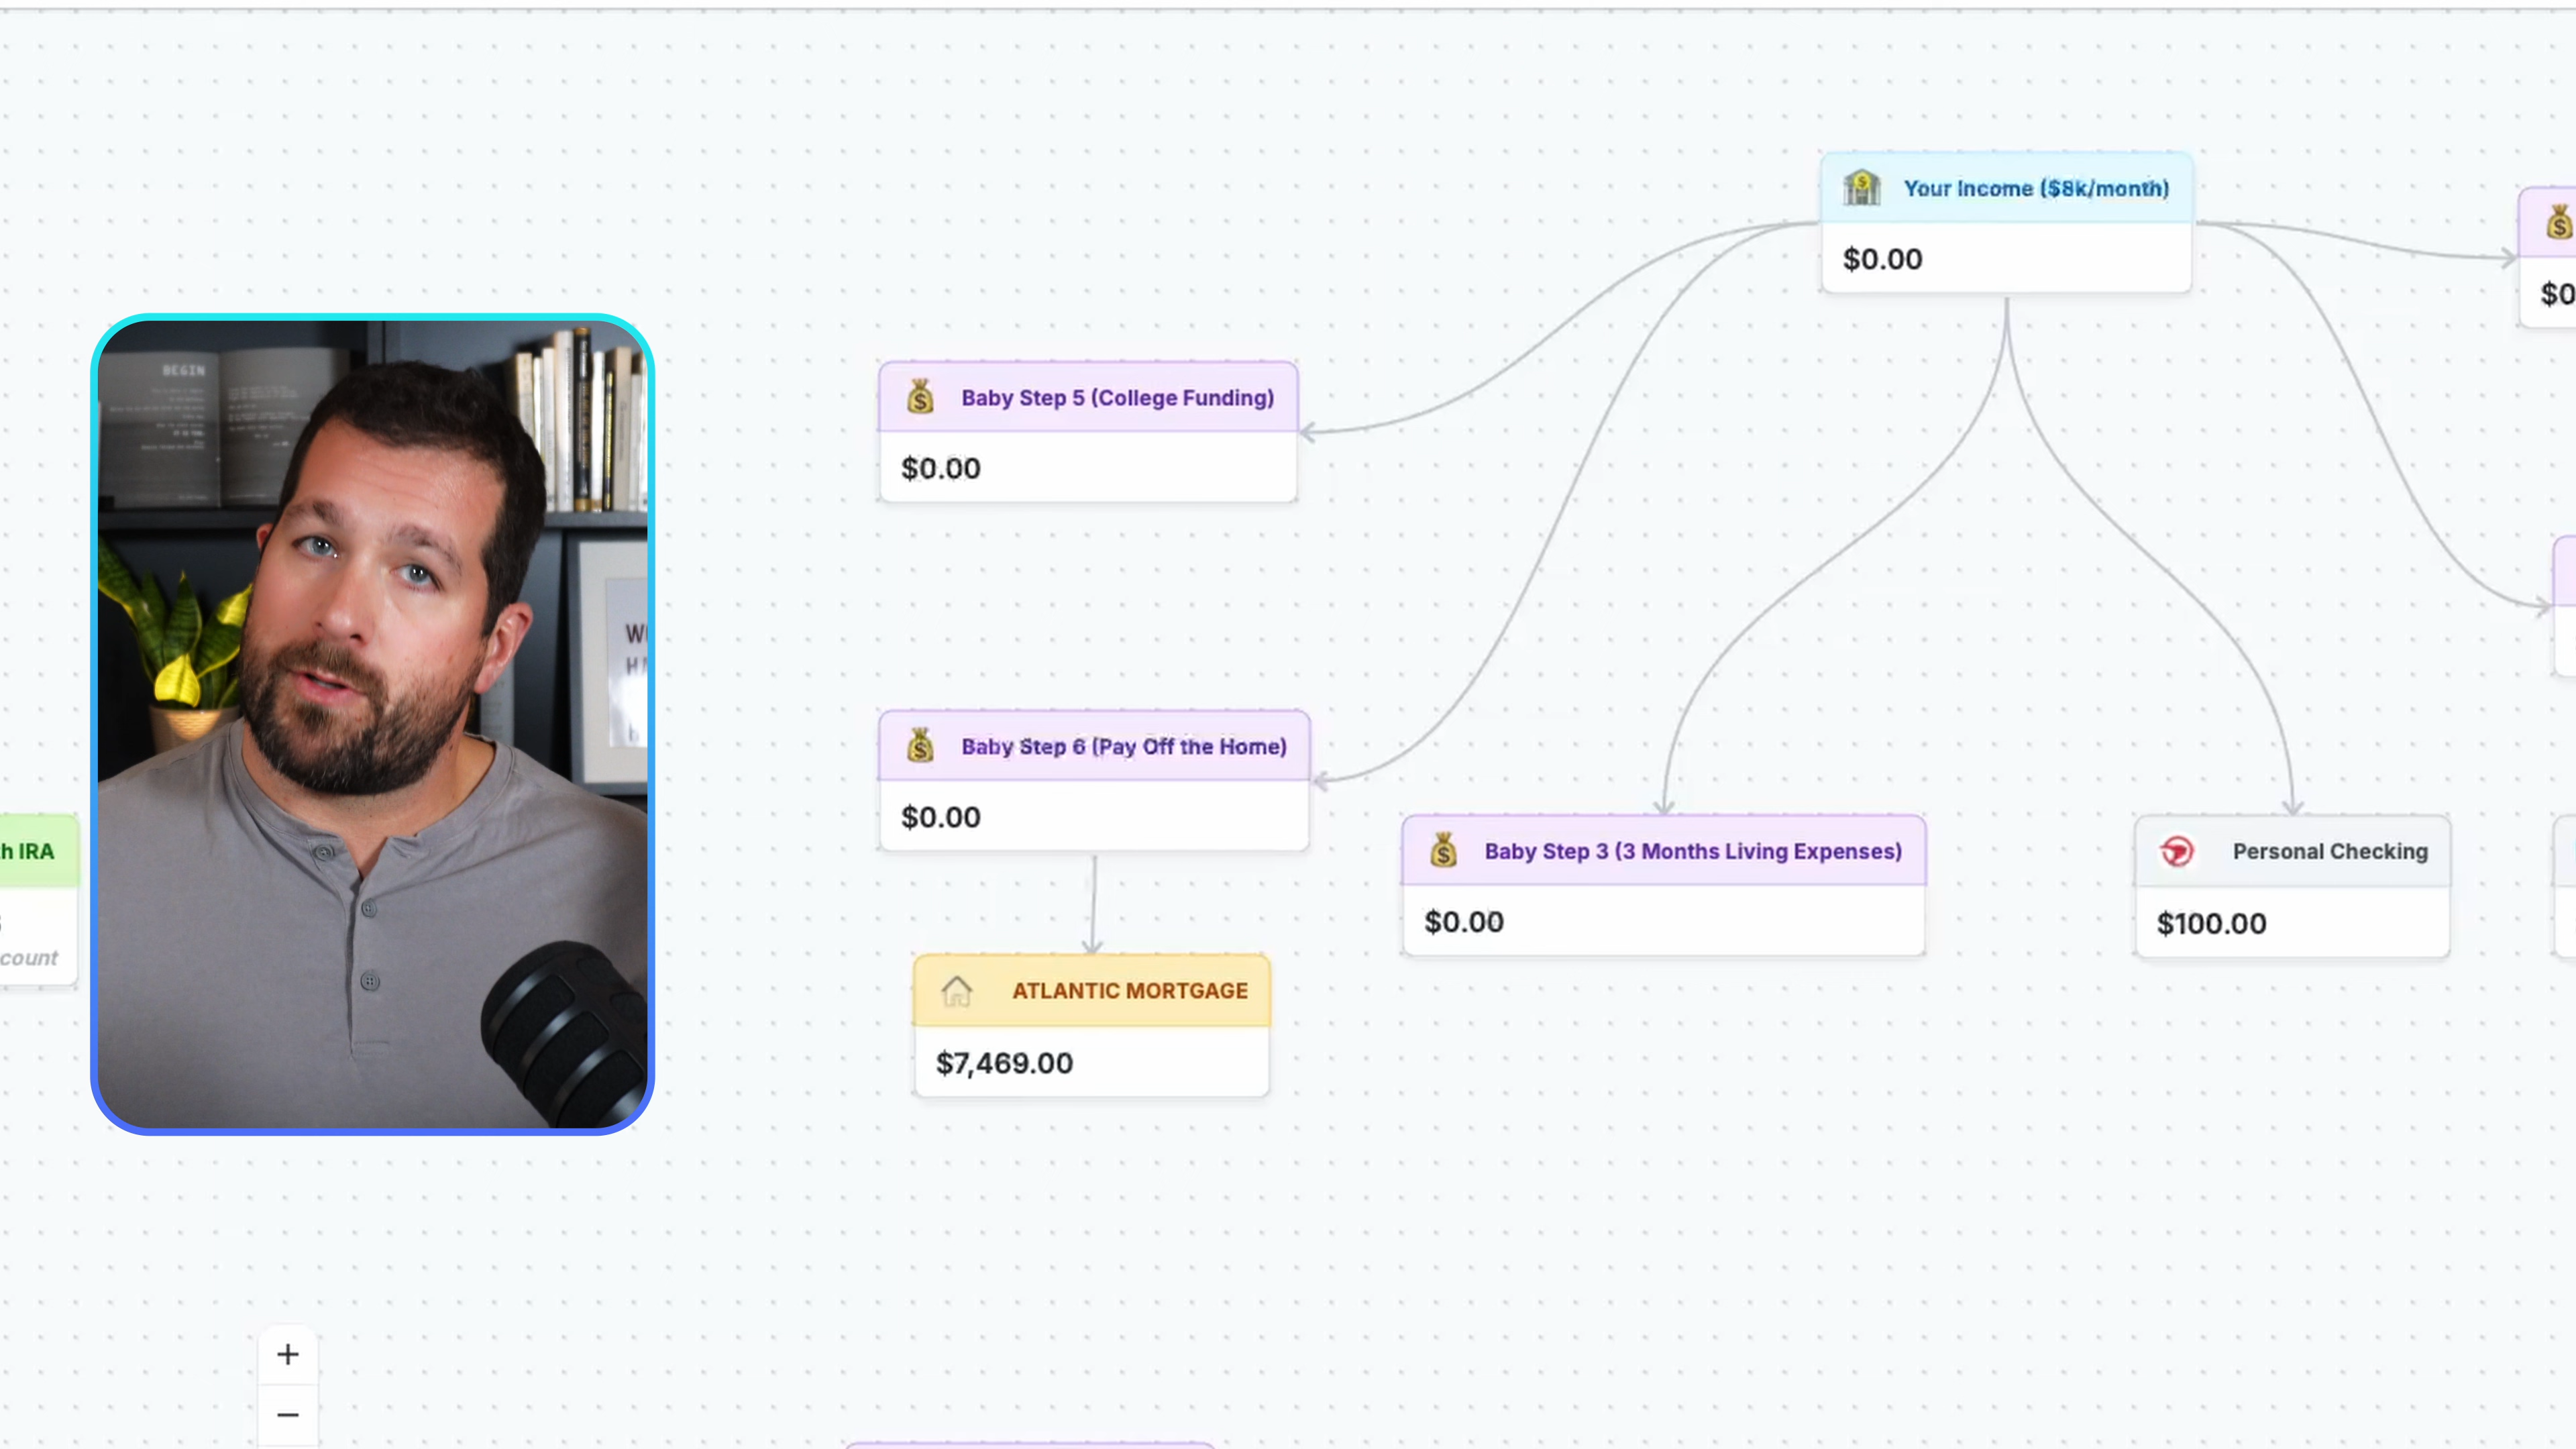 Your Income ($8k/month)
$0.00
$0
BEGIN
Baby Step 5 (College Funding)
$0.00
Baby Step 6 (Pay Off the Home)
$0.00
h IRA
count
Baby Step 3 (3 Months Living Expenses)
$0.00
Personal Checking
$100.00
ATLANTIC MORTGAGE
$7,469.00
+
−